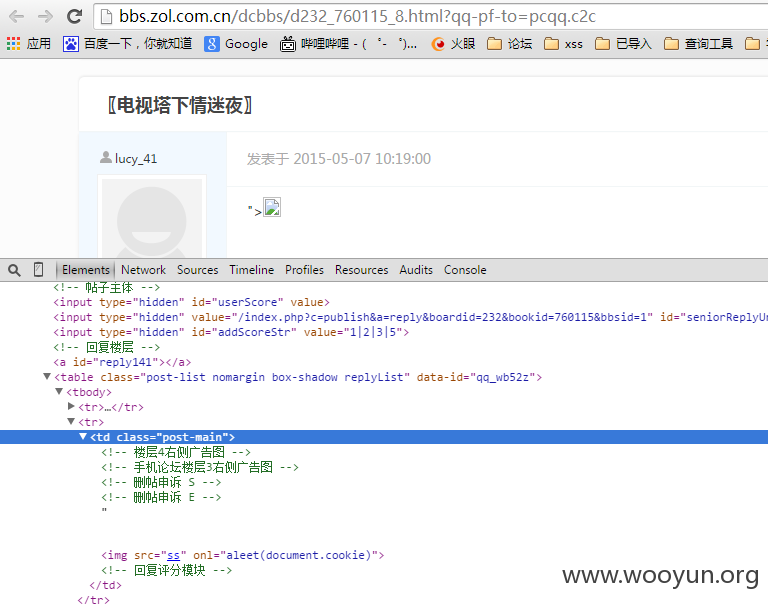 bbs.zol.com.cn/dcbbs/d232_760115_8.html?qq-pf-to=pcqq.c2c
应用 百度一下，你就知道 Google 哔哩哔哩 - ( ゜- ゜)... 火眼 论坛 xss 已导入 查询工具
〖电视塔下情迷夜〗
lucy_41
发表于 2015-05-07 10:19:00
">
Elements Network Sources Timeline Profiles Resources Audits Console
<!-- 帖子主体 -->
<input type="hidden" id="userScore" value>
<input type="hidden" value="/index.php?c=publish&a=reply&boardid=232&bookid=760115&bbsid=1" id="seniorReplyUr
<input type="hidden" id="addScoreStr" value="1|2|3|5">
<!-- 回复楼层 -->
<a id="reply141"></a>
<table class="post-list nomargin box-shadow replyList" data-id="qq_wb52z">
<tbody>
<tr>…</tr>
<tr>
<td class="post-main">
<!-- 楼层4右侧广告图 -->
<!-- 手机论坛楼层3右侧广告图 -->
<!-- 删帖申诉 S -->
<!-- 删帖申诉 E -->
"
<img src="ss" onl="aleet(document.cookie)">
<!-- 回复评分模块 -->
</td>
</tr>
www.wooyun.org